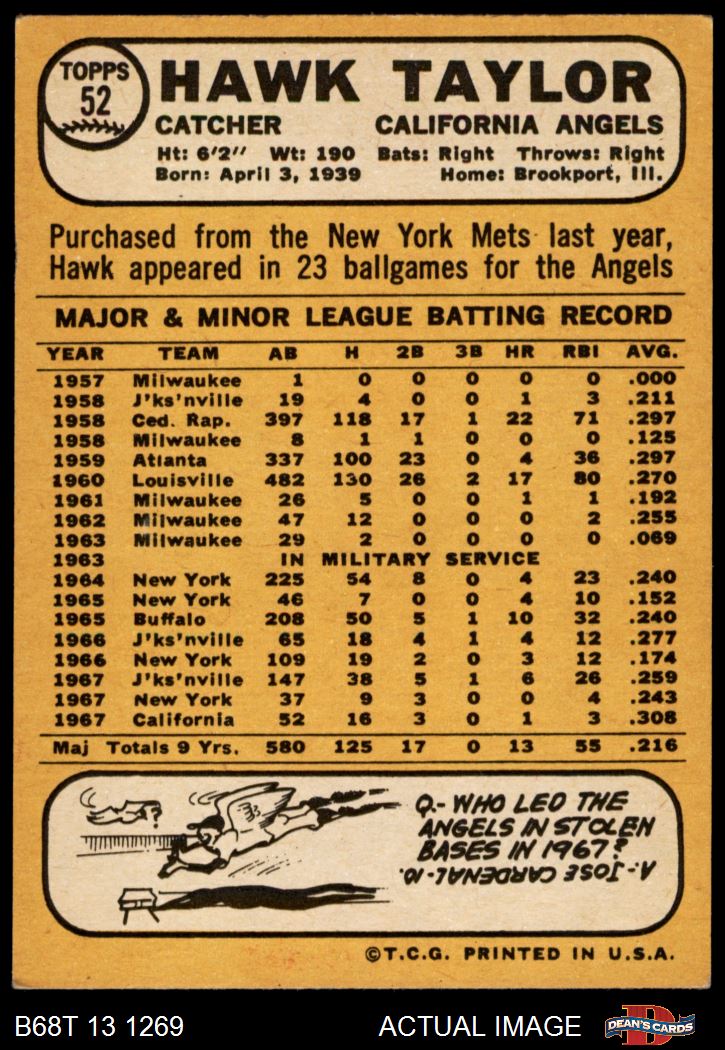 TOPPS
52
HAWK TAYLOR
CATCHER CALIFORNIA ANGELS
Ht: 6'2" Wt: 190 Bats: Right Throws: Right
Born: April 3, 1939 Home: Brookport, Ill.
Purchased from the New York Mets last year,
Hawk appeared in 23 ballgames for the Angels
MAJOR & MINOR LEAGUE BATTING RECORD
YEAR TEAM AB H 2B 3B HR RBI AVG.
1957 Milwaukee 1 0 0 0 0 0 .000
1958 J'ks'nville 19 4 0 0 1 3 .211
1958 Ced. Rap. 397 118 17 1 22 71 .297
1958 Milwaukee 8 1 1 0 0 0 .125
1959 Atlanta 337 100 23 0 4 36 .297
1960 Louisville 482 130 26 2 17 80 .270
1961 Milwaukee 26 5 0 0 1 1 .192
1962 Milwaukee 47 12 0 0 0 2 .255
1963 Milwaukee 29 2 0 0 0 0 .069
1963 IN MILITARY SERVICE
1964 New York 225 54 8 0 4 23 .240
1965 New York 46 7 0 0 4 10 .152
1965 Buffalo 208 50 5 1 10 32 .240
1966 J'ks'nville 65 18 4 1 4 12 .277
1966 New York 109 19 2 0 3 12 .174
1967 J'ks'nville 147 38 5 1 6 26 .259
1967 New York 37 9 3 0 0 4 .243
1967 California 52 16 3 0 1 3 .308
Maj Totals 9 Yrs. 580 125 17 0 13 55 .216
?
Q.- WHO LED THE
ANGELS IN STOLEN
BASES IN 1967?
A.- JOSE CARDENAL 10.
©T.C.G. PRINTED IN U.S.A.
B68T 13 1269 ACTUAL IMAGE
D
DEAN'S CARDS